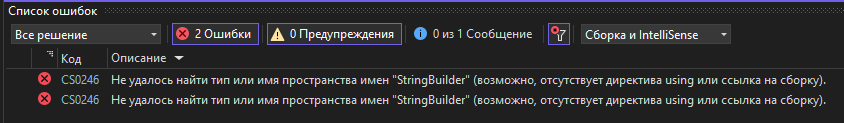 Список ошибок
Все решение
2 Ошибки
0 Предупреждения
0 из 1 Сообщение
Сборка и IntelliSense
Код
Описание
CS0246 Не удалось найти тип или имя пространства имен "StringBuilder" (возможно, отсутствует директива using или ссылка на сборку).
CS0246 Не удалось найти тип или имя пространства имен "StringBuilder" (возможно, отсутствует директива using или ссылка на сборку).